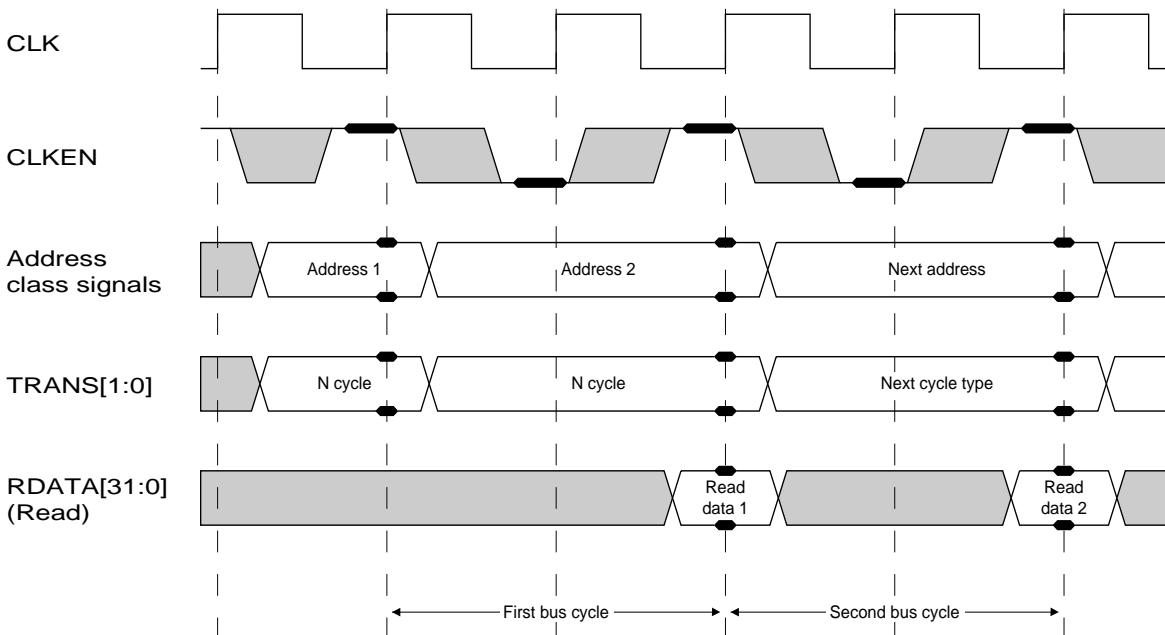 CLK
CLKEN
Address
class signals
Address 1
Address 2
Next address
TRANS[1:0]
N cycle
N cycle
Next cycle type
RDATA[31:0]
(Read)
Read
data 1
Read
data 2
First bus cycle
Second bus cycle